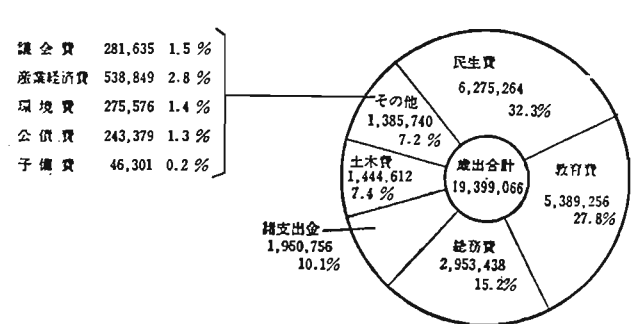 議会費 281,635 1.5 %
産業経済費 538,849 2.8 %
環境費 275,576 1.4 %
公債費 243,379 1.3 %
予備費 46,301 0.2 %
民生費
6,275,264
32.3%
教育費
5,389,256
27.8%
総務費
2,953,438
15.2%
諸支出金
1,960,756
10.1%
土木費
1,444,612
7.4 %
その他
1,385,740
7.2 %
歳出合計
19,399,066